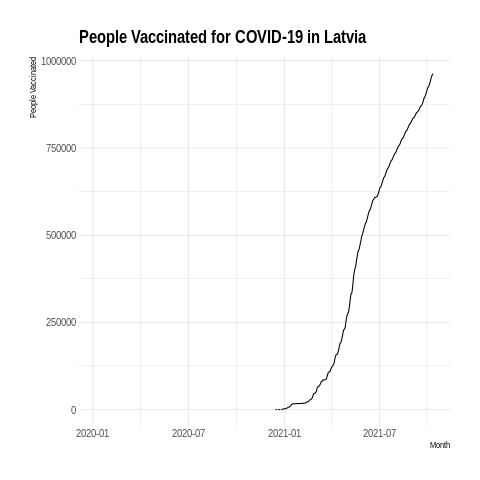 People Vaccinated for COVID-19 in Latvia
People Vaccinated
1000000
750000
500000
250000
0
2020-01 2020-07 2021-01 2021-07
Month